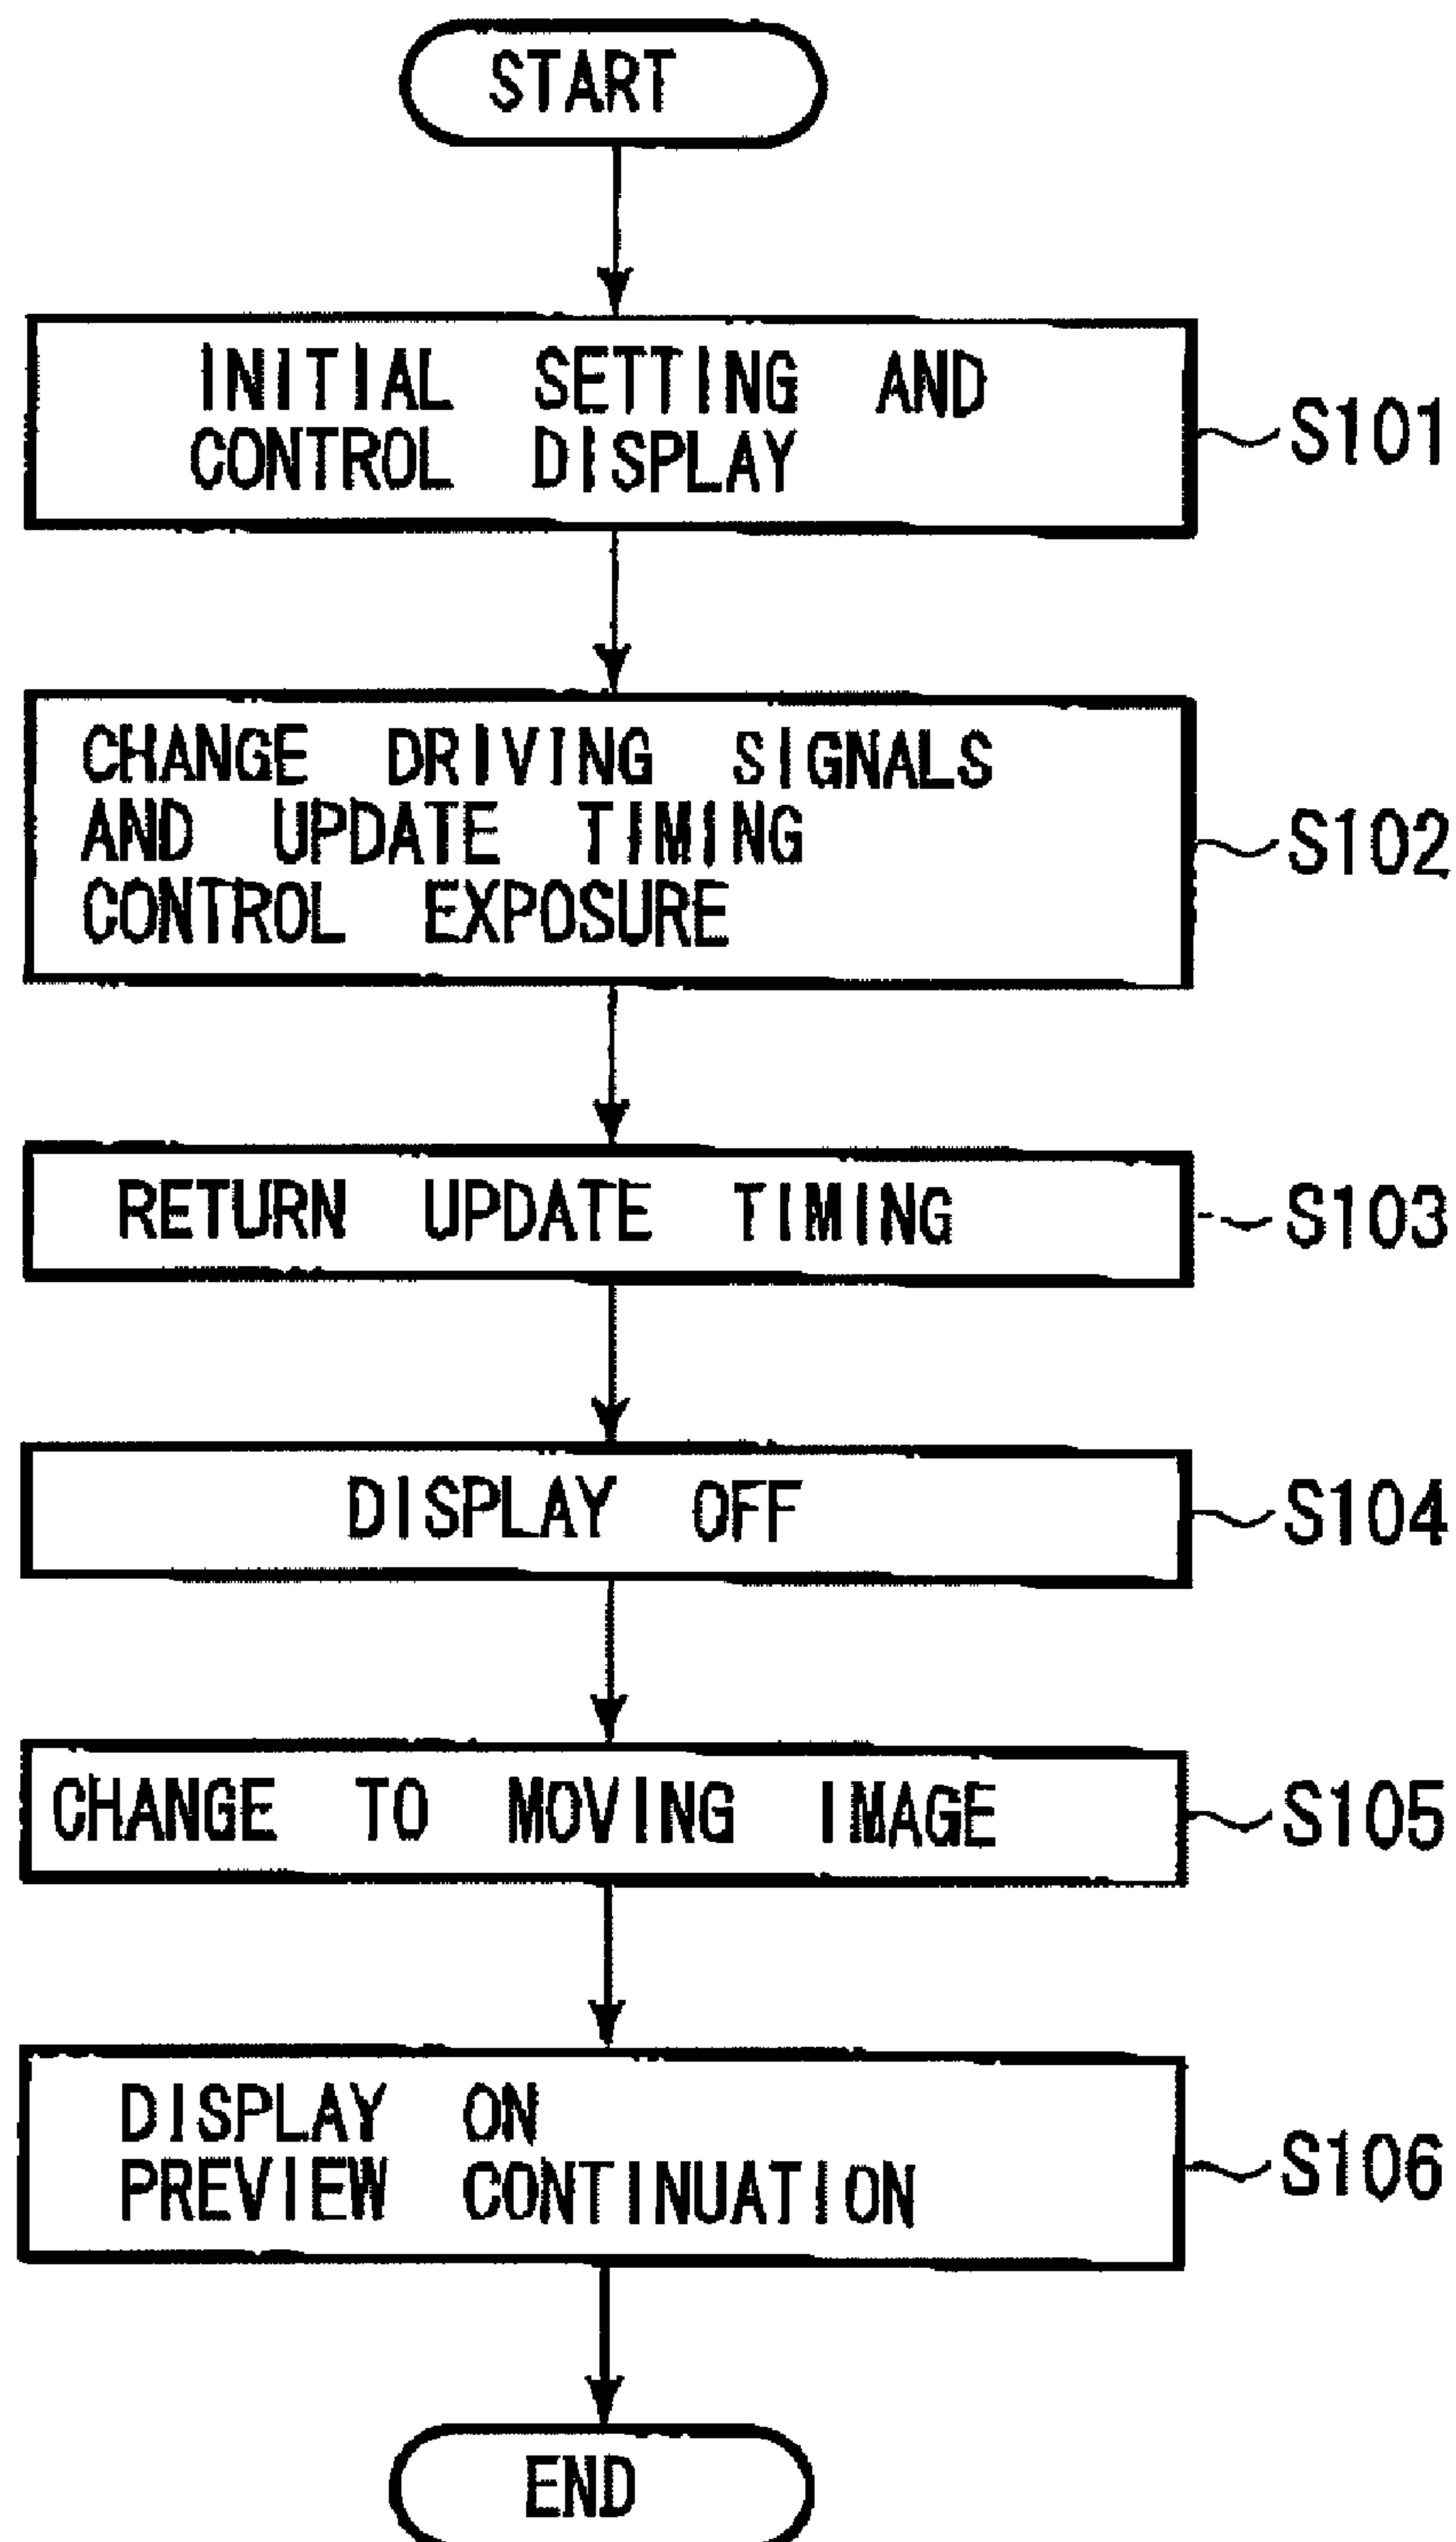 START
INITIAL SETTING AND
CONTROL DISPLAY
S101
CHANGE DRIVING SIGNALS
AND UPDATE TIMING
CONTROL EXPOSURE
S102
RETURN UPDATE TIMING
S103
DISPLAY OFF
S104
CHANGE TO MOVING IMAGE
S105
DISPLAY ON
PREVIEW CONTINUATION
S106
END